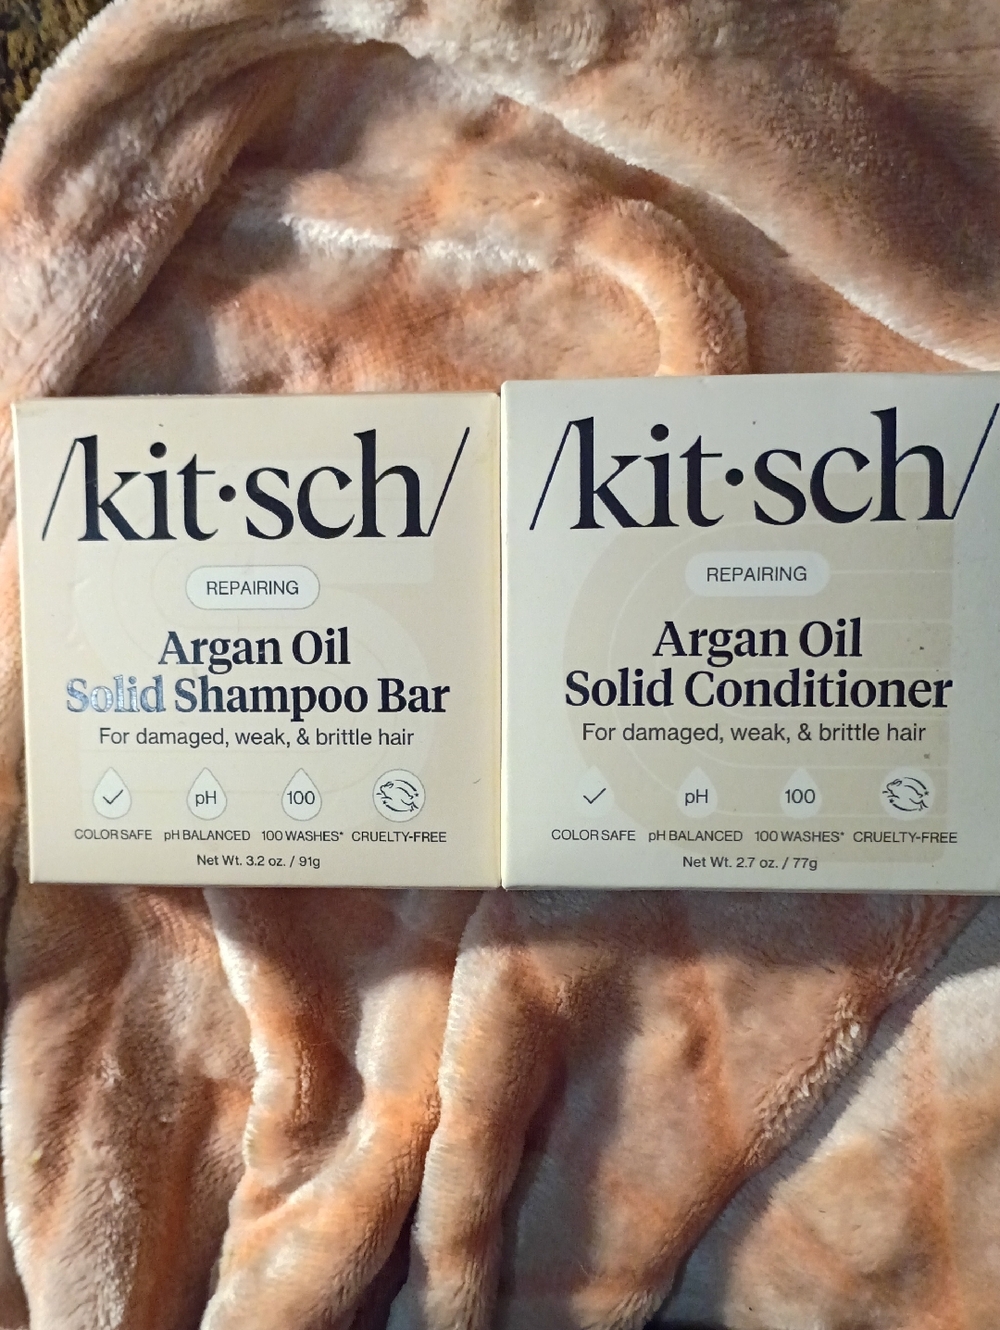 /kit·sch/
REPAIRING
Argan Oil
Solid Shampoo Bar
For damaged, weak, & brittle hair
pH
100
COLOR SAFE pH BALANCED 100 WASHES* CRUELTY-FREE
Net Wt. 3.2 oz. / 91g
/kit·sch/
REPAIRING
Argan Oil
Solid Conditioner
For damaged, weak, & brittle hair
pH
100
COLOR SAFE pH BALANCED 100 WASHES* CRUELTY-FREE
Net Wt. 2.7 oz. / 77g